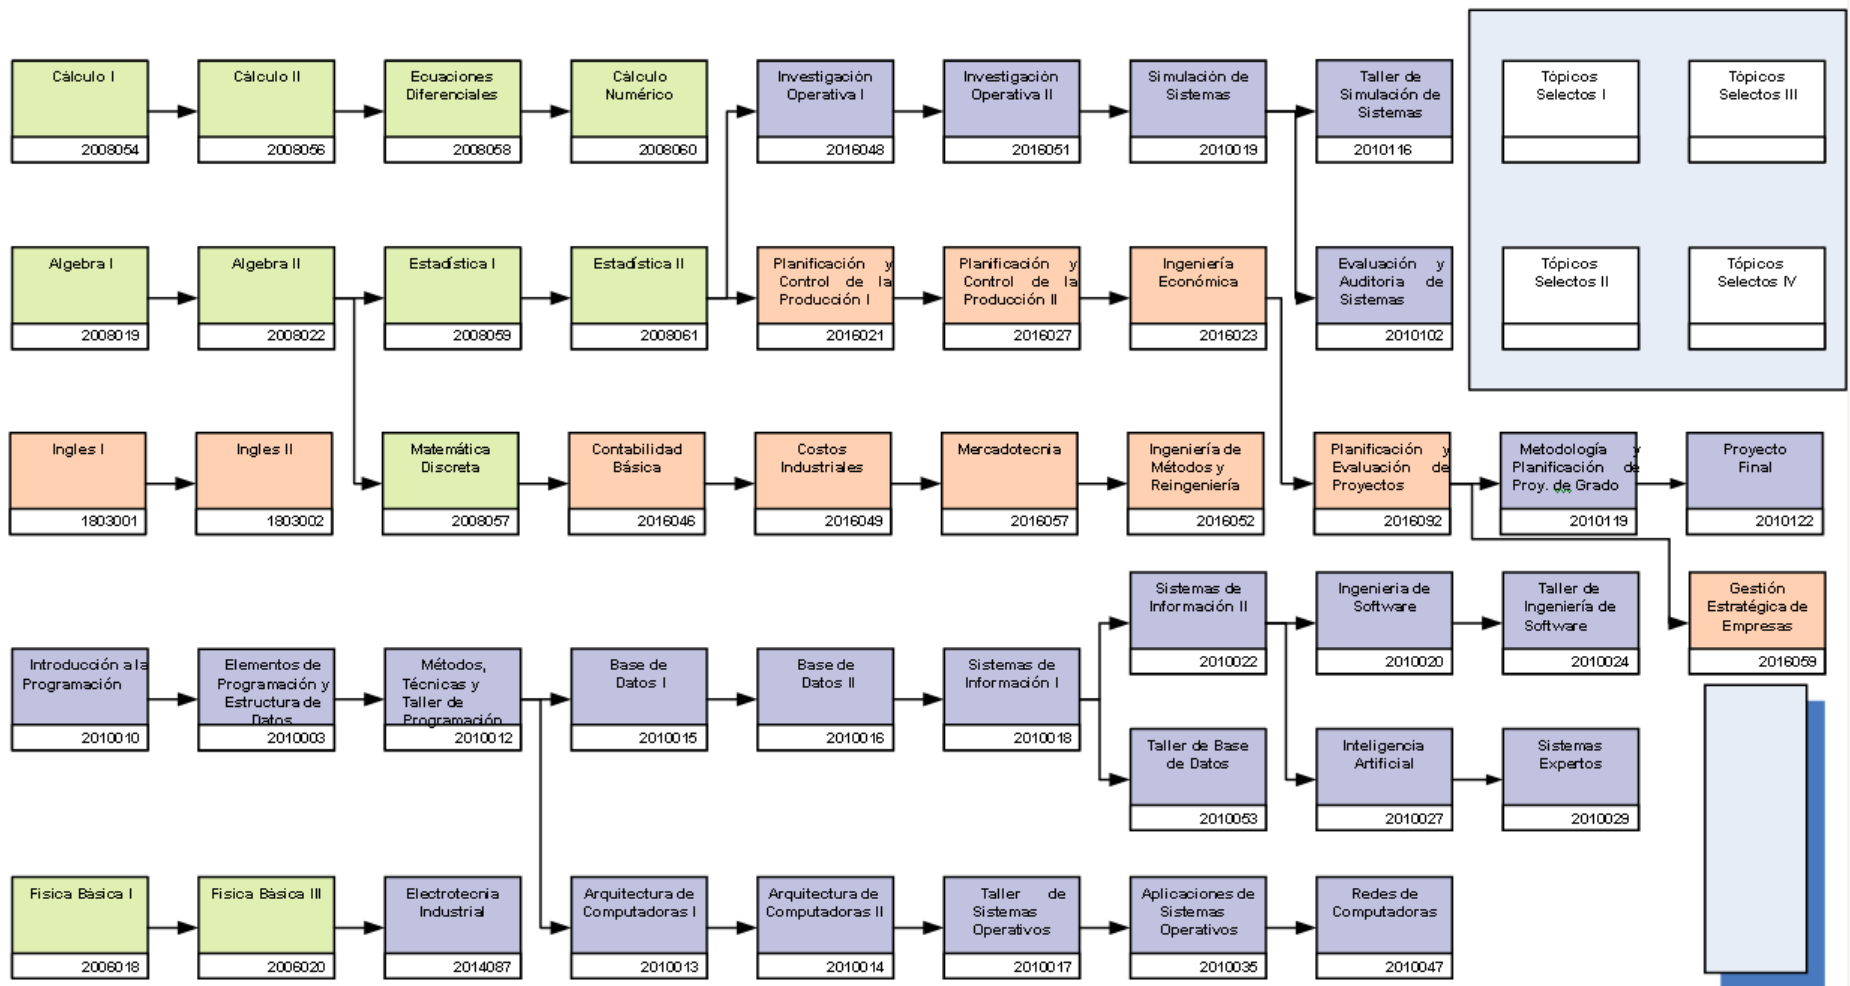 Cálculo I
2008054
Cálculo II
2008056
Ecuaciones
Diferenciales
2008058
Cálculo
Numérico
2008060
Investigación
Operativa I
2016048
Investigación
Operativa II
2016051
Simulación de
Sistemas
2010019
Taller de
Simulación de
Sistemas
2010116
Tópicos
Selectos I
Tópicos
Selectos III
Algebra I
2008019
Algebra II
2008022
Estadística I
2008059
Estadística II
2008061
Planificación y
Control de la
Producción I
2016021
Planificación y
Control de la
Producción II
2016027
Ingeniería
Económica
2016023
Evaluación y
Auditoria de
Sistemas
2010102
Tópicos
Selectos II
Tópicos
Selectos IV
Ingles I
1803001
Ingles II
1803002
Matemática
Discreta
2008057
Contabilidad
Básica
2016046
Costos
Industriales
2016049
Mercadotecnia
2016057
Ingeniería de
Métodos y
Reingeniería
2016052
Planificación y
Evaluación de
Proyectos
2016092
Metodología y
Planificación de
Proy. de Grado
2010119
Proyecto
Final
2010122
Sistemas de
Información II
2010022
Ingenieria de
Software
2010020
Taller de
Ingeniería de
Software
2010024
Gestión
Estratégica de
Empresas
2016059
Introducción a la
Programación
2010010
Elementos de
Programación y
Estructura de
Datos
2010003
Métodos,
Técnicas y
Taller de
Programación
2010012
Base de
Datos I
2010015
Base de
Datos II
2010016
Sistemas de
Información I
2010018
Taller de Base
de Datos
2010053
Inteligencia
Artificial
2010027
Sistemas
Expertos
2010029
Fisica Básica I
2006018
Fisica Básica III
2006020
Electrotecnia
Industrial
2014087
Arquitectura de
Computadoras I
2010013
Arquitectura de
Computadoras II
2010014
Taller de
Sistemas
Operativos
2010017
Aplicaciones de
Sistemas
Operativos
2010035
Redes de
Computadoras
2010047